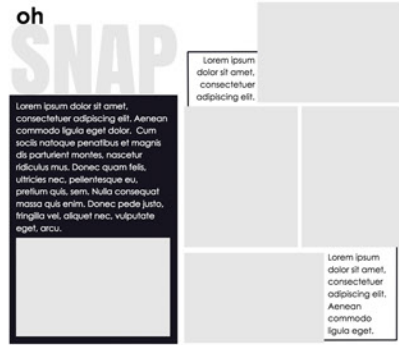 oh
SNAP
Lorem ipsum dolor sit amet,
consectetuer adipiscing elit. Aenean
commodo ligula eget dolor. Cum
sociis natoque penatibus et magnis
dis parturient montes, nascetur
ridiculus mus. Donec quam felis,
ultricies nec, pellentesque eu,
pretium quis, sem. Nulla consequat
massa quis enim. Donec pede justo,
fringilla vel, aliquet nec, vulputate
eget, arcu.
Lorem ipsum
dolor sit amet,
consectetuer
adipiscing elit.
Lorem ipsum
dolor sit amet,
consectetuer
adipiscing elit.
Aenean
commodo
ligula eget.